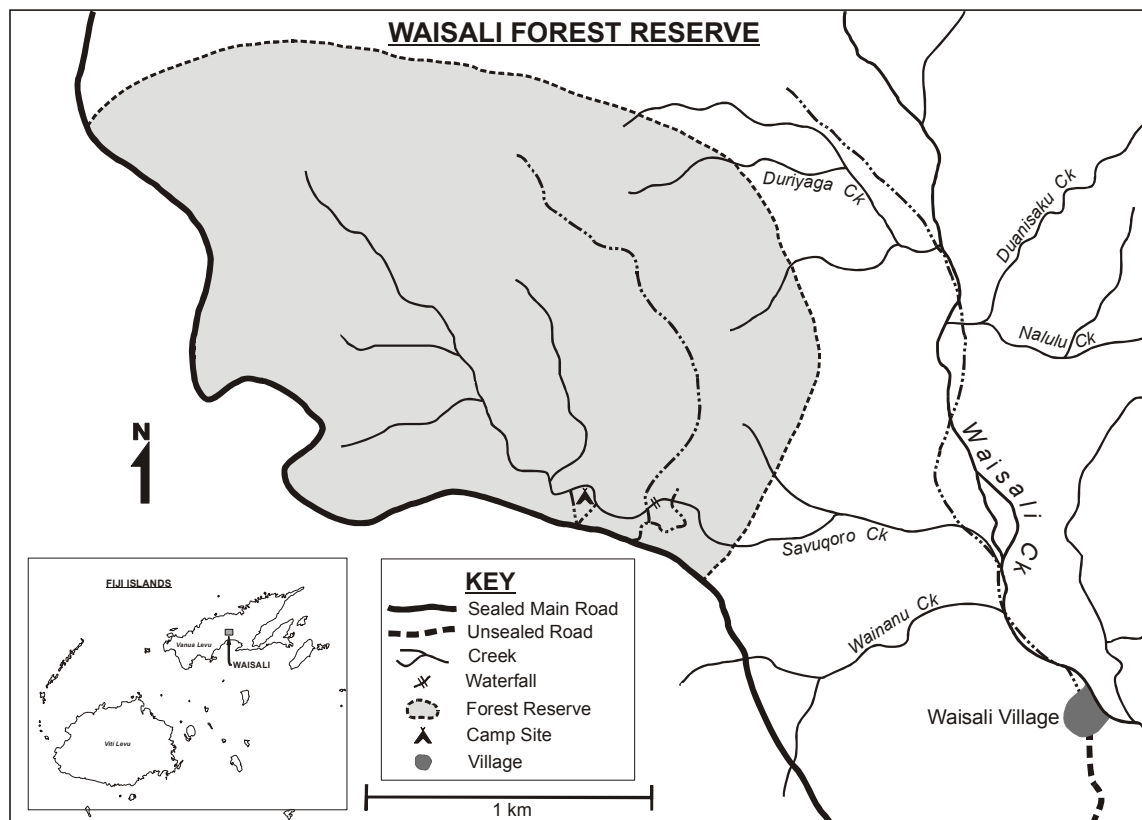 WAISALI FOREST RESERVE
Duriyaga Ck
Duanisaku Ck
Nalulu Ck
Waisali Ck
Savuqoro Ck
Wainanu Ck
Waisali Village
N
FIJI ISLANDS
Vanua Levu
WAISALI
Viti Levu
KEY
Sealed Main Road
Unsealed Road
Creek
Waterfall
Forest Reserve
Camp Site
Village
1 km